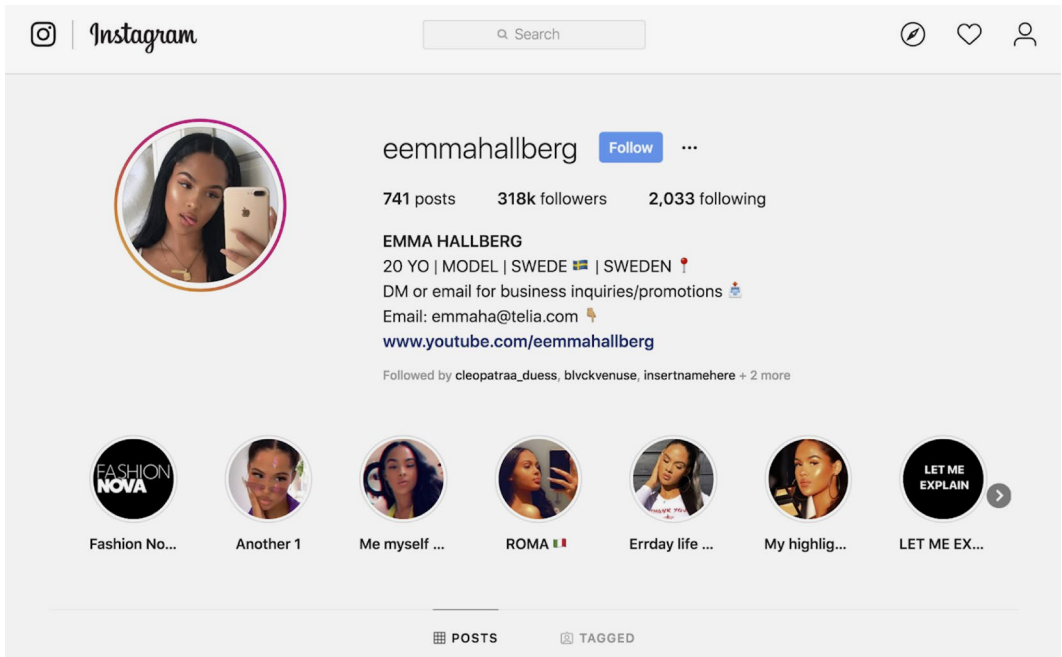 Instagram
Search
eemmahallberg Follow ...
741 posts 318k followers 2,033 following
EMMA HALLBERG
20 YO | MODEL | SWEDE 🇸🇪 | SWEDEN 📍
DM or email for business inquiries/promotions 📩
Email: emmaha@telia.com 👇🏼
www.youtube.com/eemmahallberg
Followed by cleopatraa_duess, blvckvenuse, insertnamehere + 2 more
FASHION
NOVA
THANK YOU
LET ME
EXPLAIN
Fashion No... Another 1 Me myself ... ROMA 🇮🇹 Errday life ... My highlig... LET ME EX...
POSTS TAGGED